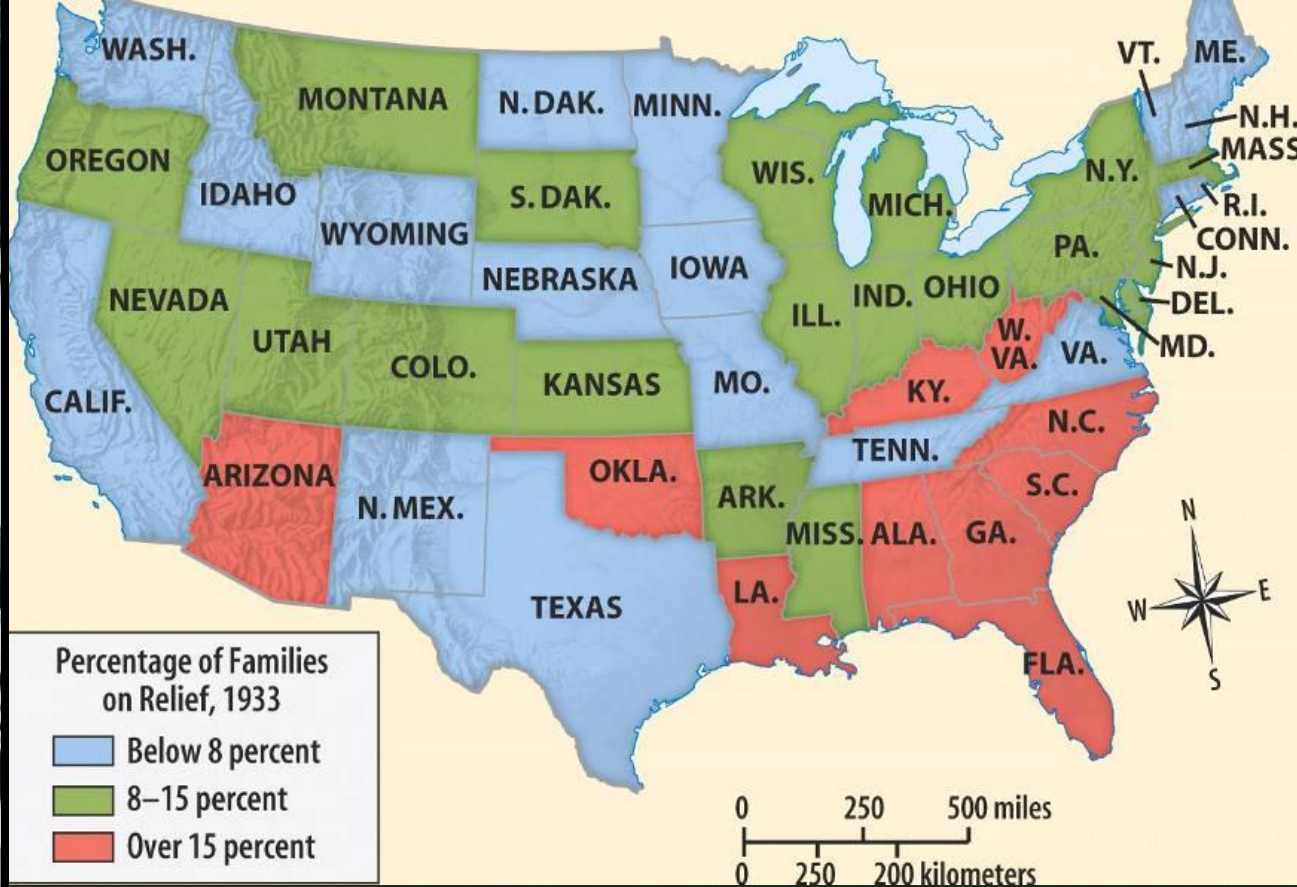 WASH.
MONTANA
N. DAK.
MINN.
VT.
ME.
N.H.
MASS
OREGON
IDAHO
WYOMING
S. DAK.
WIS.
MICH.
N.Y.
R.I.
CONN.
NEBRASKA
IOWA
PA.
N.J.
NEVADA
UTAH
COLO.
ILL.
IND.
OHIO
DEL.
MD.
CALIF.
KANSAS
MO.
KY.
W.
VA.
VA.
ARIZONA
N. MEX.
OKLA.
ARK.
TENN.
N.C.
S.C.
MISS.
ALA.
GA.
TEXAS
LA.
FLA.
N
W
E
S
Percentage of Families
on Relief, 1933
Below 8 percent
8–15 percent
Over 15 percent
0 250 500 miles
0 250 200 kilometers